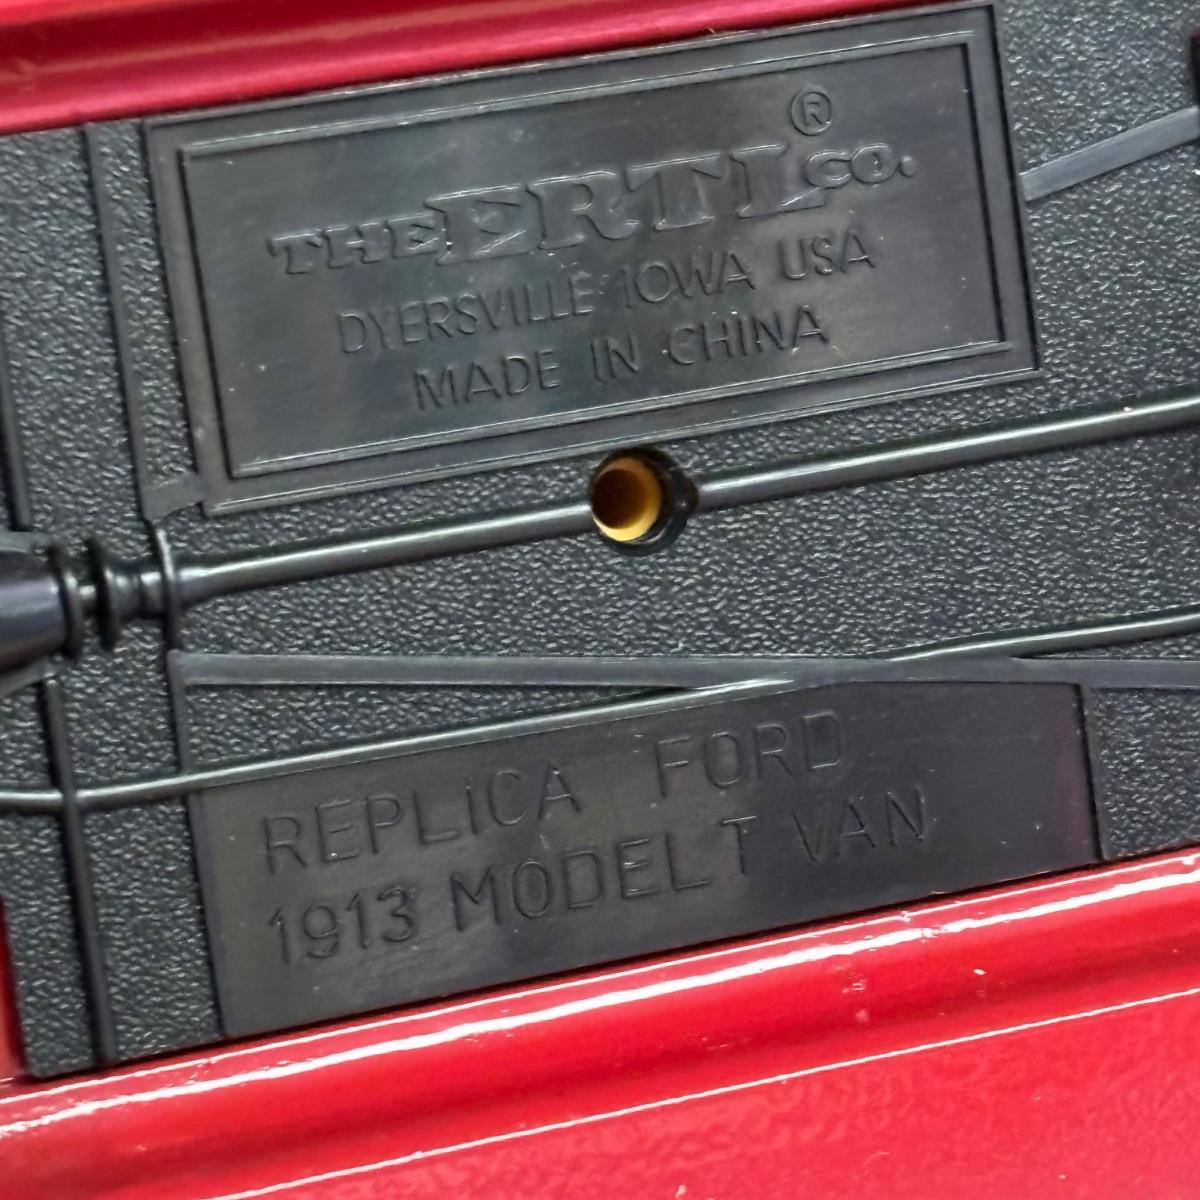 ®
THE ERTL CO.
DYERSVILLE IOWA USA
MADE IN CHINA
REPLICA FORD
1913 MODEL T VAN